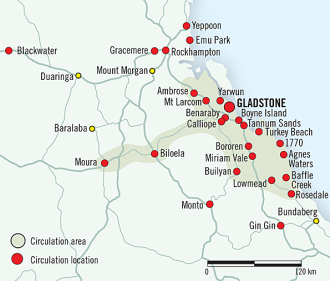 Yeppoon
Emu Park
Blackwater
Gracemere
Rockhampton
Mount Morgan
Duaringa
Ambrose
Yarwun
Mt Larcom
GLADSTONE
Benaraby
Boyne Island
Calliope
Tannum Sands
Baralaba
Turkey Beach
Bororen
1770
Biloela
Miriam Vale
Agnes
Waters
Moura
Builyan
Baffle
Creek
Lowmead
Rosedale
Monto
Bundaberg
Gin Gin
Circulation area
Circulation location
0
120 km